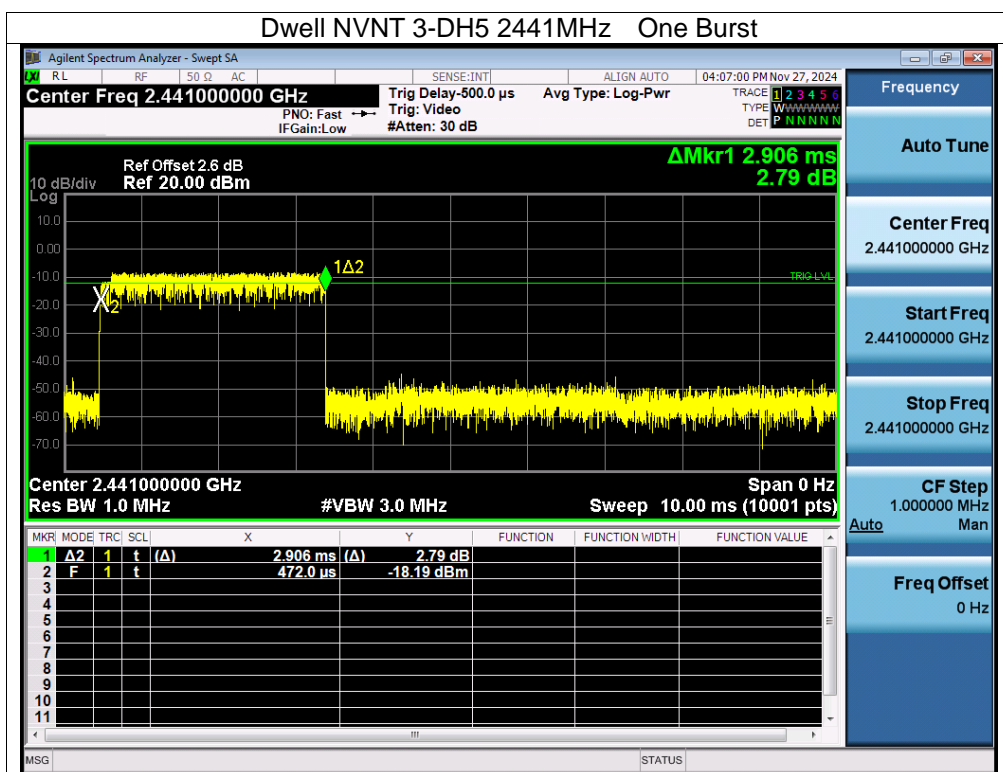 Dwell NVNT 3-DH5 2441MHz One Burst
Agilent Spectrum Analyzer - Swept SA
LXI RL RF 50 Ω AC SENSE:INT ALIGN AUTO 04:07:00 PM Nov 27, 2024
Center Freq 2.441000000 GHz
PNO: Fast
IFGain:Low
Trig Delay-500.0 µs
Trig: Video
#Atten: 30 dB
Avg Type: Log-Pwr
TRACE 1 2 3 4 5 6
TYPE WWWWWW
DET P N N N N N
ΔMkr1 2.906 ms
2.79 dB
Ref Offset 2.6 dB
10 dB/div Ref 20.00 dBm
Log
10.0
0.00
-10.0
-20.0
-30.0
-40.0
-50.0
-60.0
-70.0
1Δ2
2
TRIG LVL
Center 2.441000000 GHz Span 0 Hz
Res BW 1.0 MHz #VBW 3.0 MHz Sweep 10.00 ms (10001 pts)
MKR MODE TRC SCL X Y FUNCTION FUNCTION WIDTH FUNCTION VALUE
1 Δ2 1 t (Δ) 2.906 ms (Δ) 2.79 dB
2 F 1 t 472.0 µs -18.19 dBm
3
4
5
6
7
8
9
10
11
MSG STATUS
Frequency
Auto Tune
Center Freq
2.441000000 GHz
Start Freq
2.441000000 GHz
Stop Freq
2.441000000 GHz
CF Step
1.000000 MHz
Auto Man
Freq Offset
0 Hz